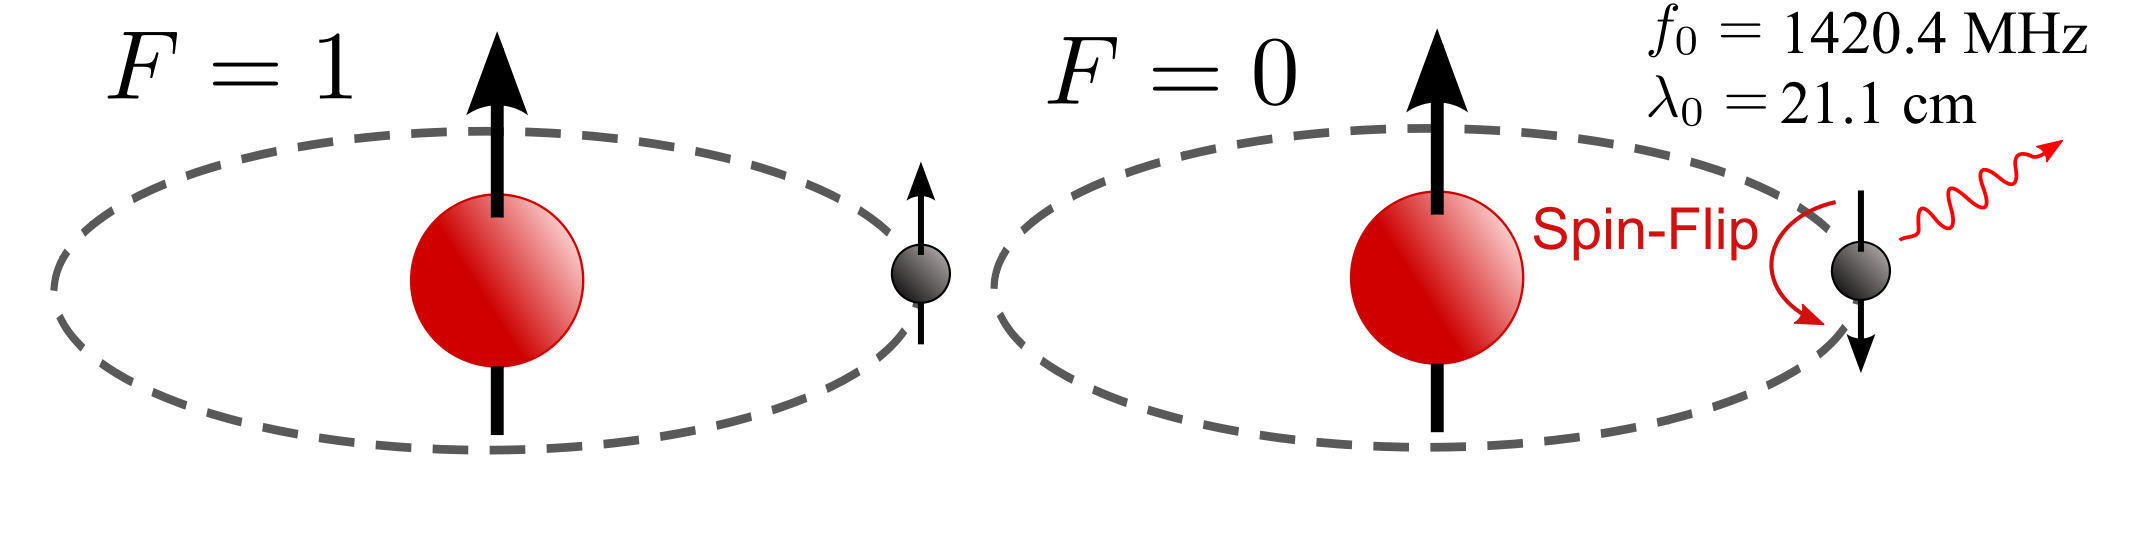 F = 1
F = 0
f₀ = 1420.4 MHz
λ₀ = 21.1 cm
Spin-Flip